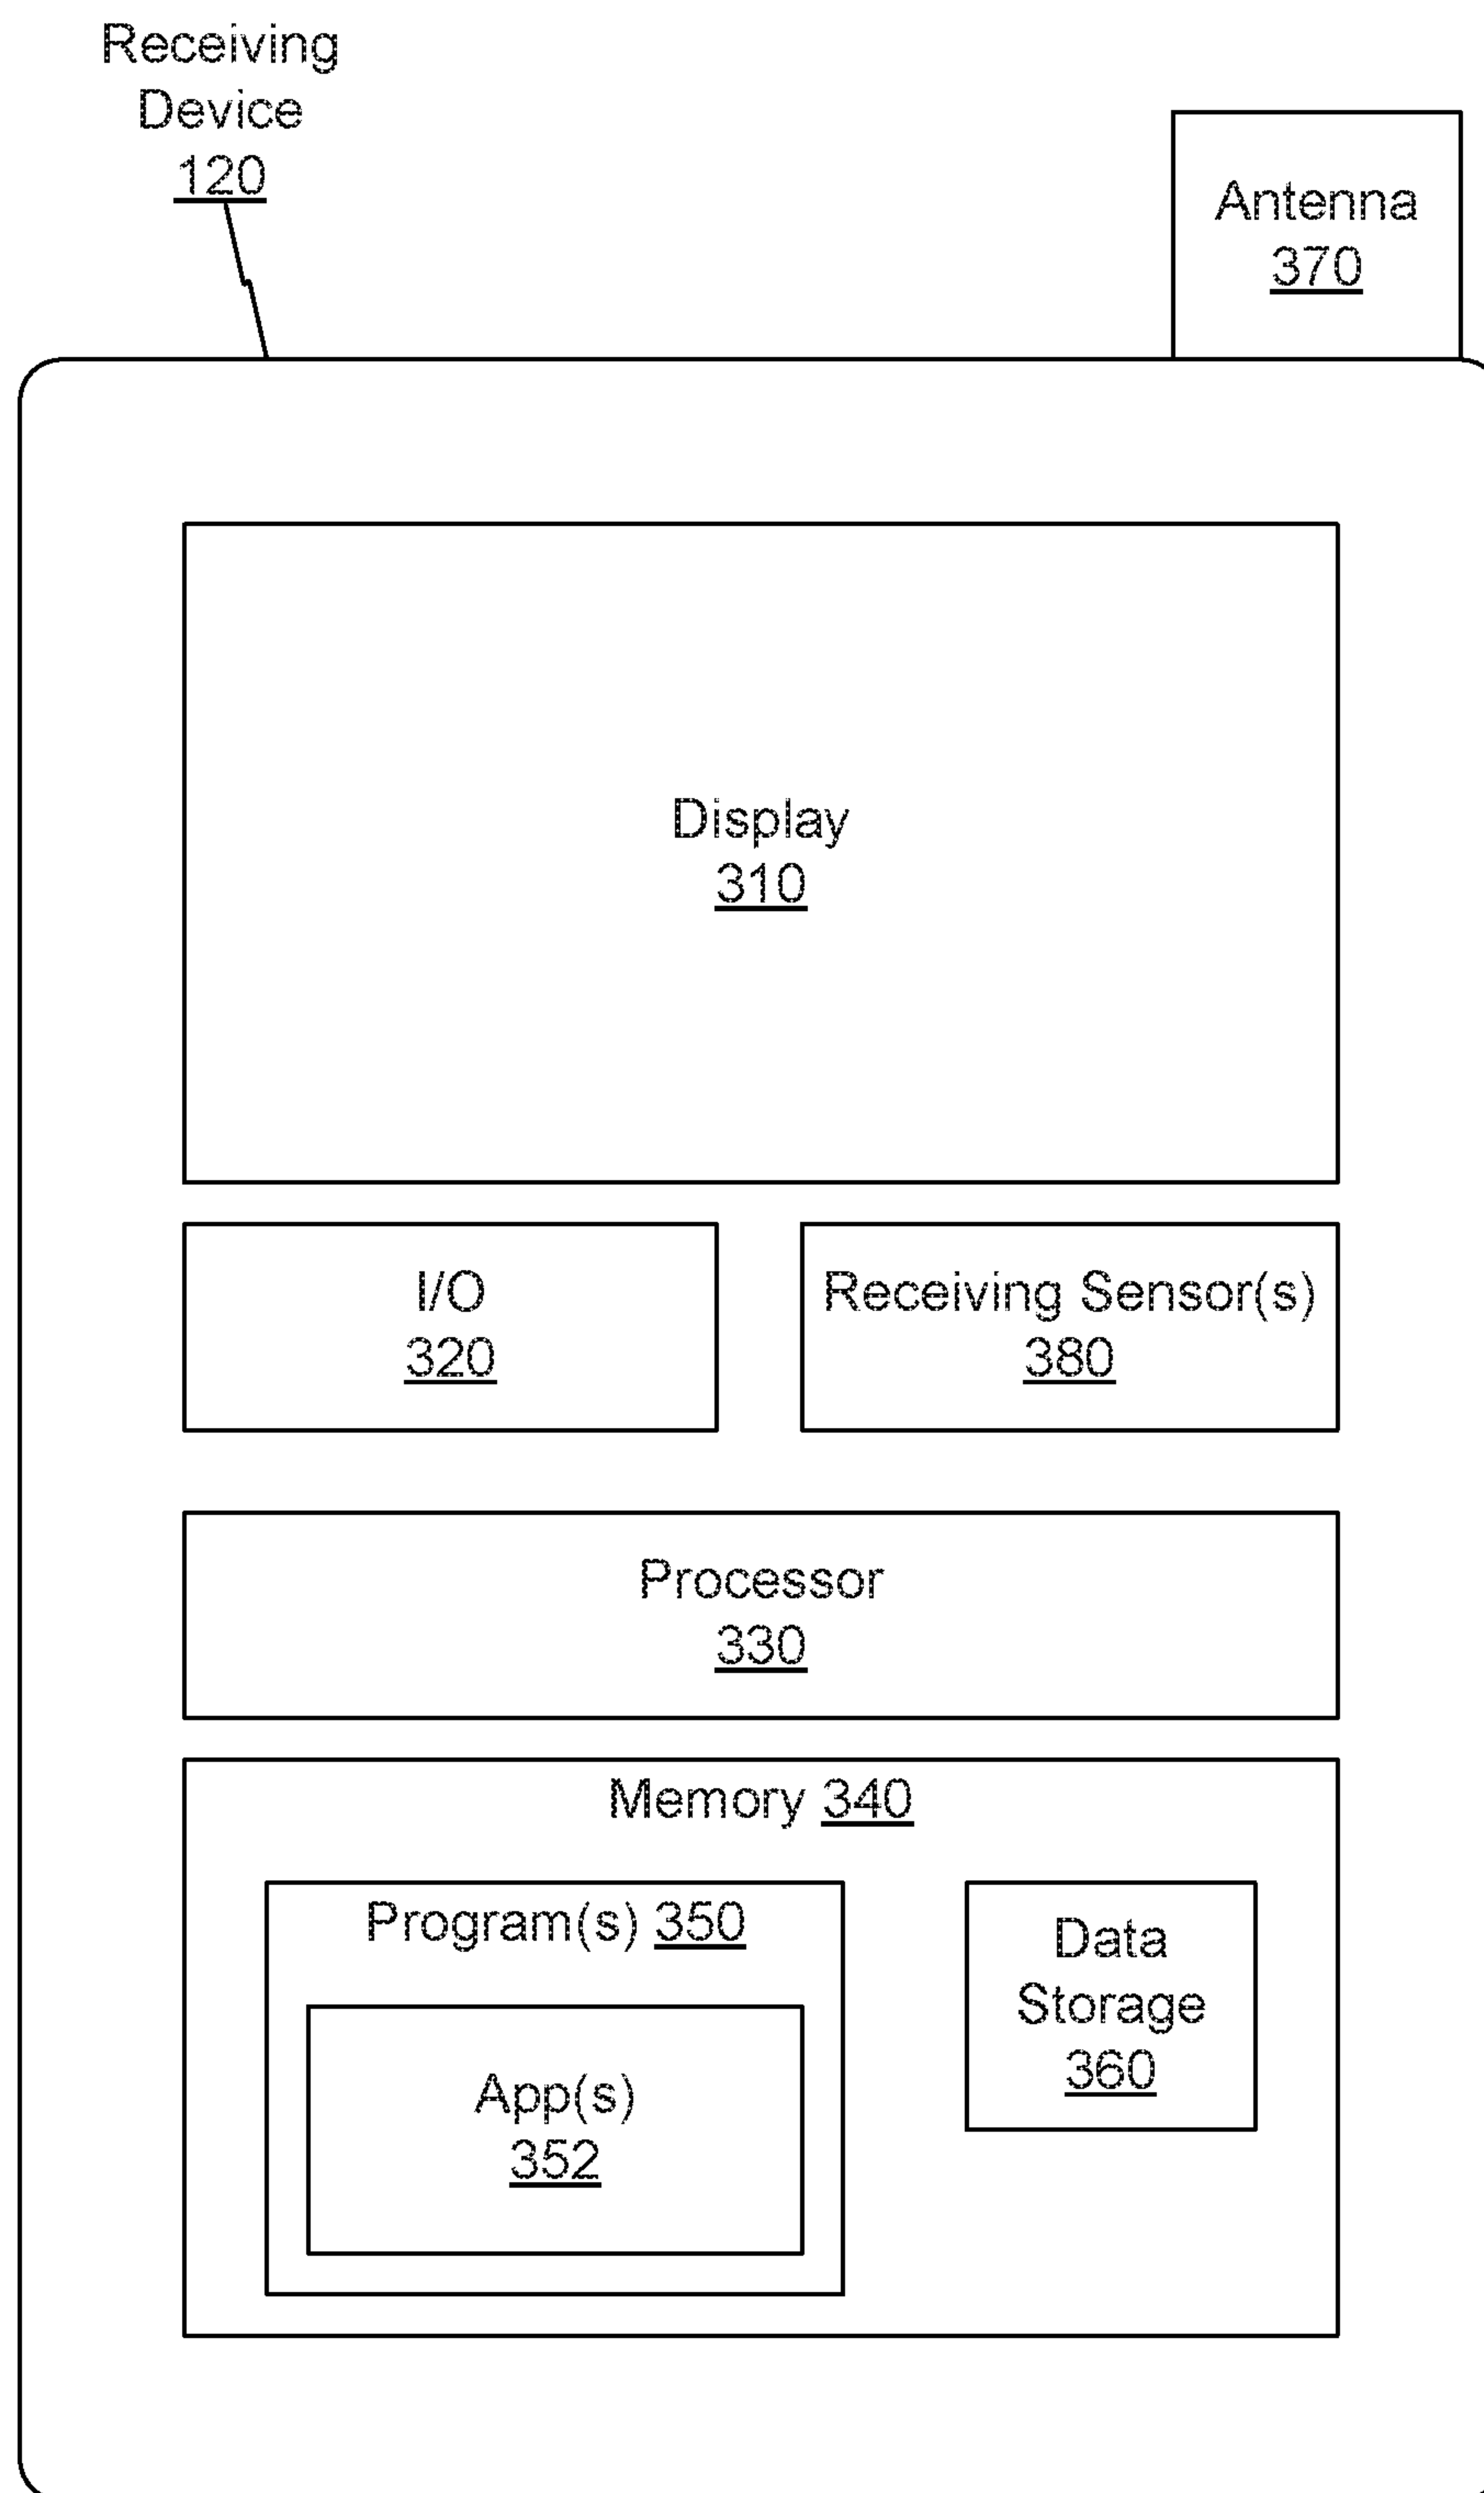 Receiving
Device
120
Antenna
370
Display
310
I/O
320
Receiving Sensor(s)
380
Processor
330
Memory 340
Program(s) 350
App(s)
352
Data
Storage
360